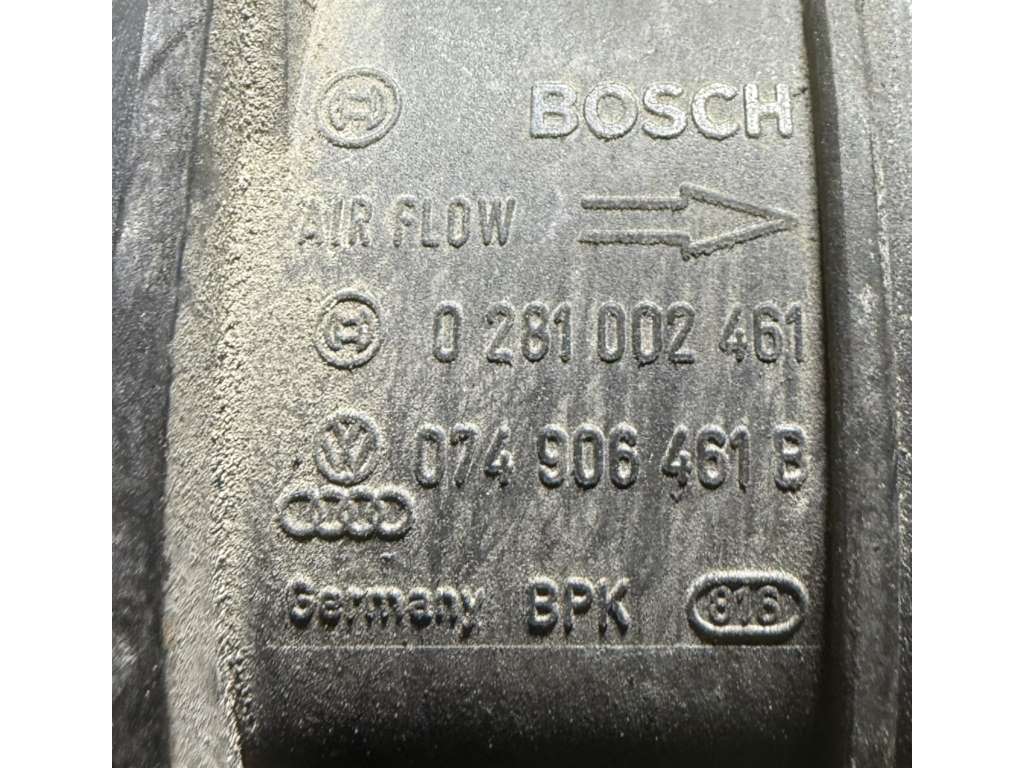 BOSCH
AIR FLOW
0 281 002 461
074 906 461 B
Germany BPK 816